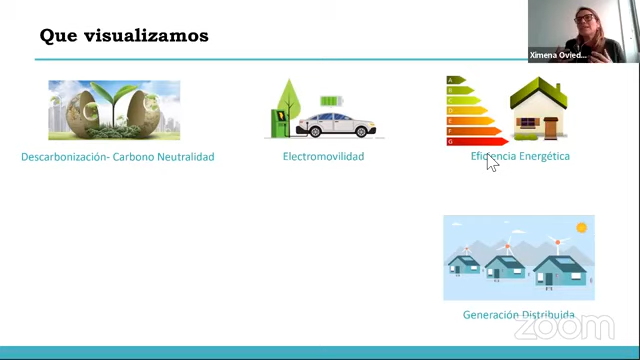 Que visualizamos
Ximena Ovied...
Descarbonización- Carbono Neutralidad
Electromovilidad
A
B
C
D
E
F
G
Eficiencia Energética
Generación Distribuida
zoom